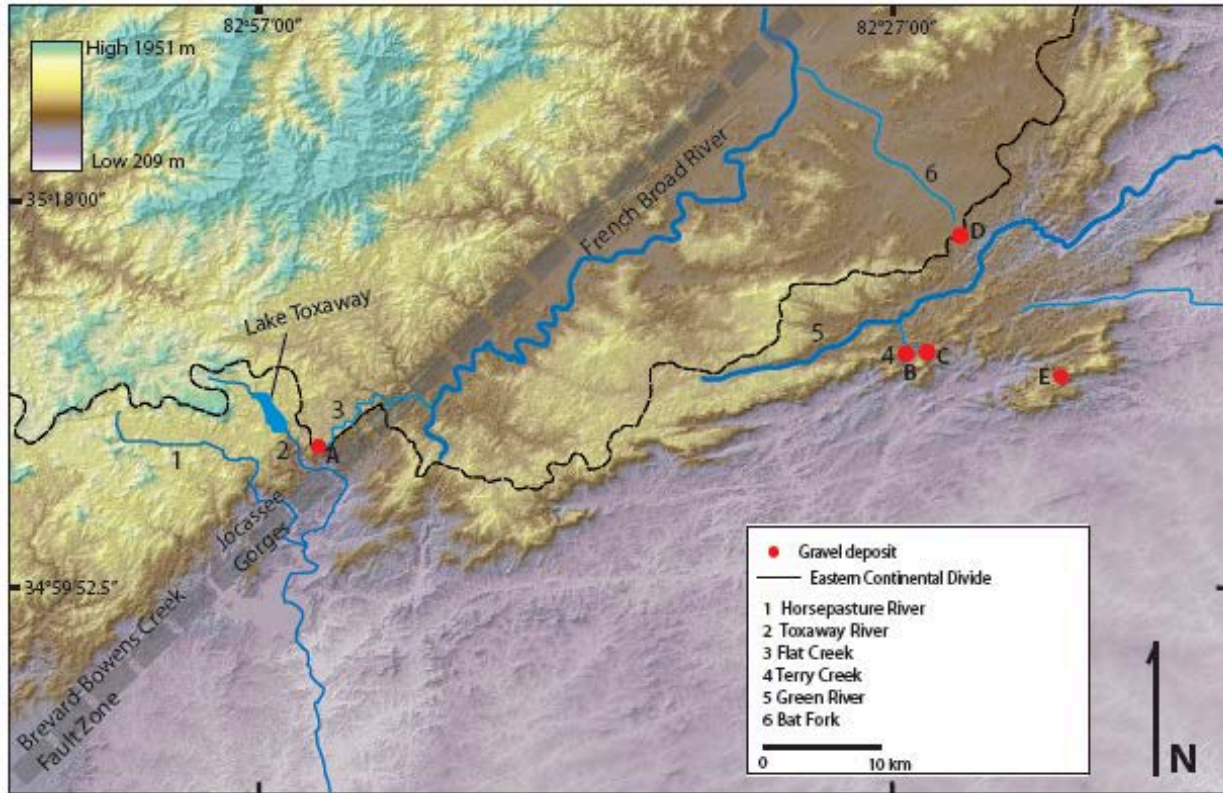 82°57'00"
82°27'00"
High 1951 m
Low 209 m
35°18'00"
French Broad River
6
D
Lake Toxaway
5
4
B
C
E
3
1
2
A
Jocassee
Gorges
34°59'52.5"
Brevard-Bowens Creek
Fault Zone
Gravel deposit
Eastern Continental Divide
1 Horsepasture River
2 Toxaway River
3 Flat Creek
4 Terry Creek
5 Green River
6 Bat Fork
0 10 km
N